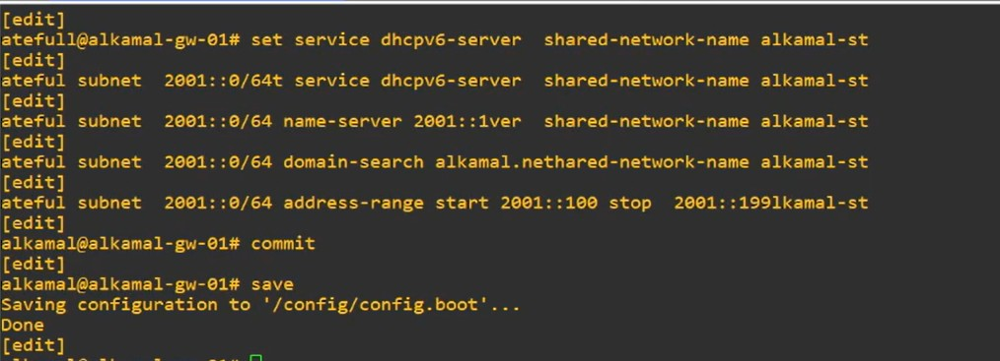 [edit]
atefull@alkamal-gw-01# set service dhcpv6-server  shared-network-name alkamal-st
[edit]
ateful subnet  2001::0/64t service dhcpv6-server  shared-network-name alkamal-st
[edit]
ateful subnet  2001::0/64 name-server 2001::1ver  shared-network-name alkamal-st
[edit]
ateful subnet  2001::0/64 domain-search alkamal.nethared-network-name alkamal-st
[edit]
ateful subnet  2001::0/64 address-range start 2001::100 stop  2001::199lkamal-st
[edit]
alkamal@alkamal-gw-01# commit
[edit]
alkamal@alkamal-gw-01# save
Saving configuration to '/config/config.boot'...
Done
[edit]